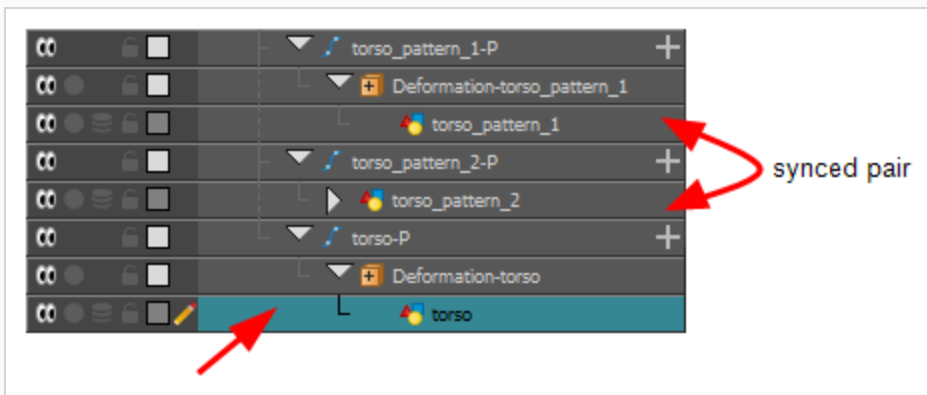 torso_pattern_1-P
Deformation-torso_pattern_1
torso_pattern_1
torso_pattern_2-P
synced pair
torso_pattern_2
torso-P
Deformation-torso
torso